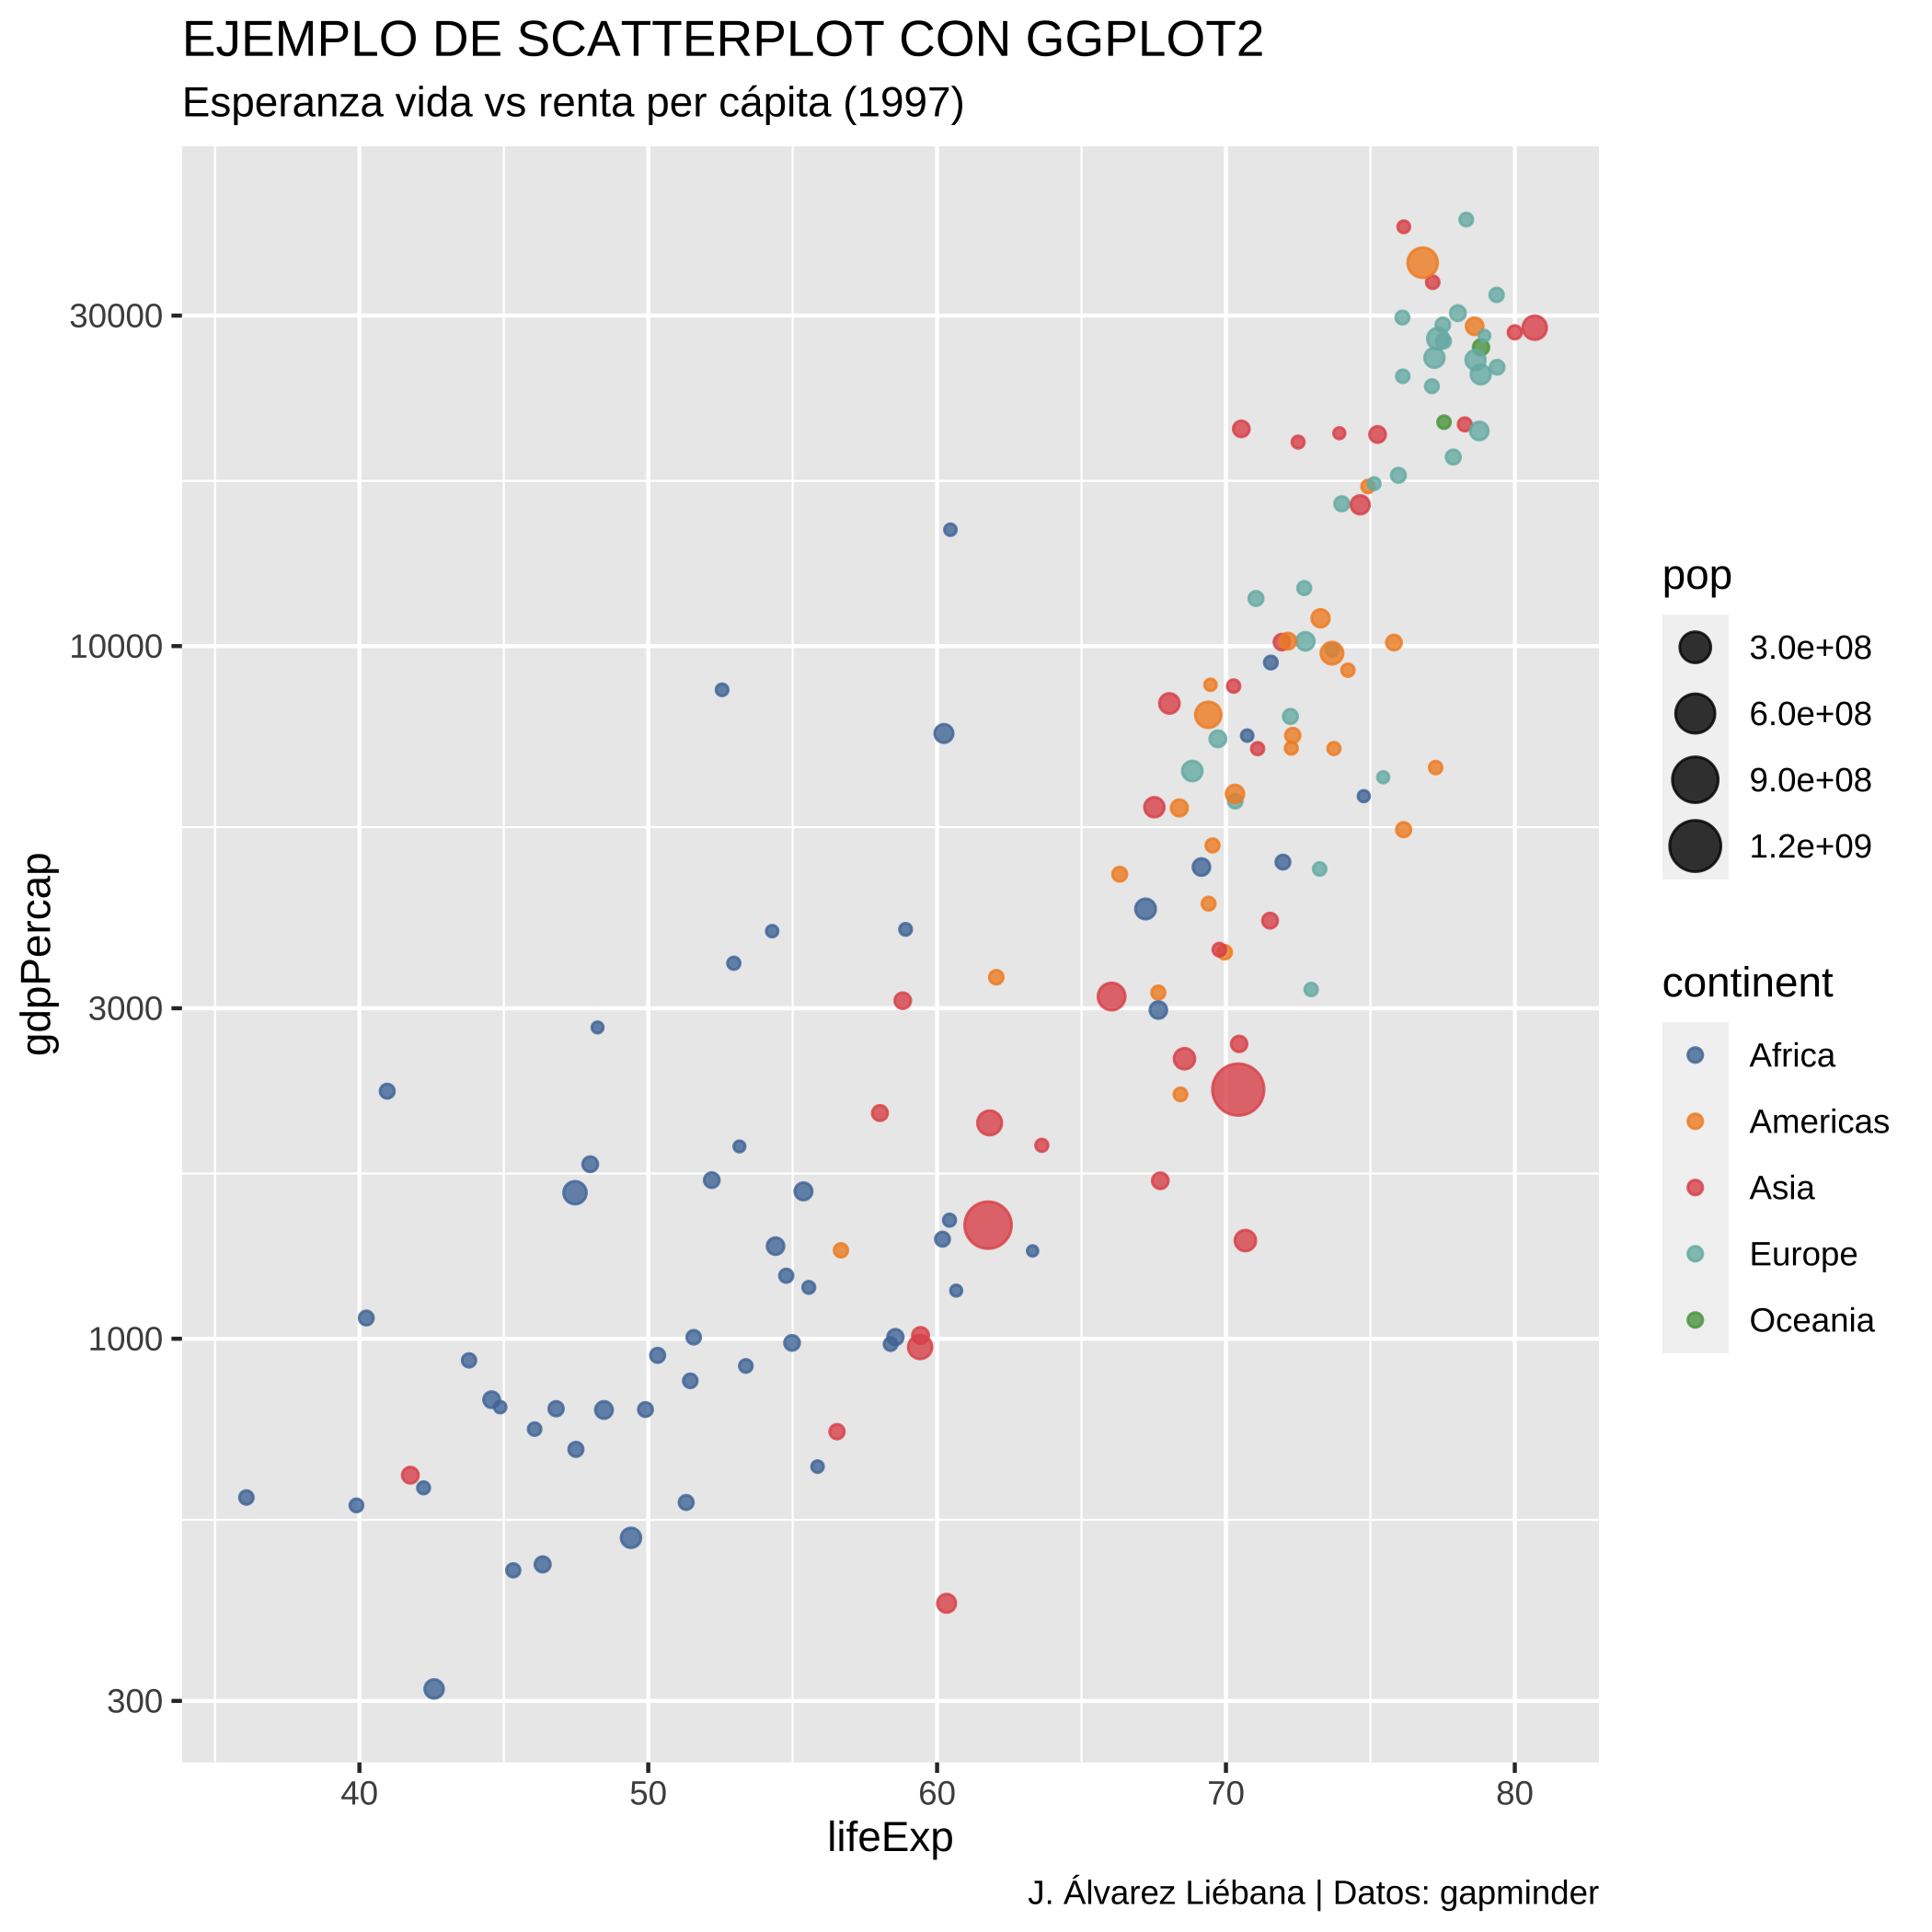 EJEMPLO DE SCATTERPLOT CON GGPLOT2
Esperanza vida vs renta per cápita (1997)
gdpPercap
30000
10000
3000
1000
300
40 50 60 70 80
lifeExp
pop
3.0e+08
6.0e+08
9.0e+08
1.2e+09
continent
Africa
Americas
Asia
Europe
Oceania
J. Álvarez Liébana | Datos: gapminder